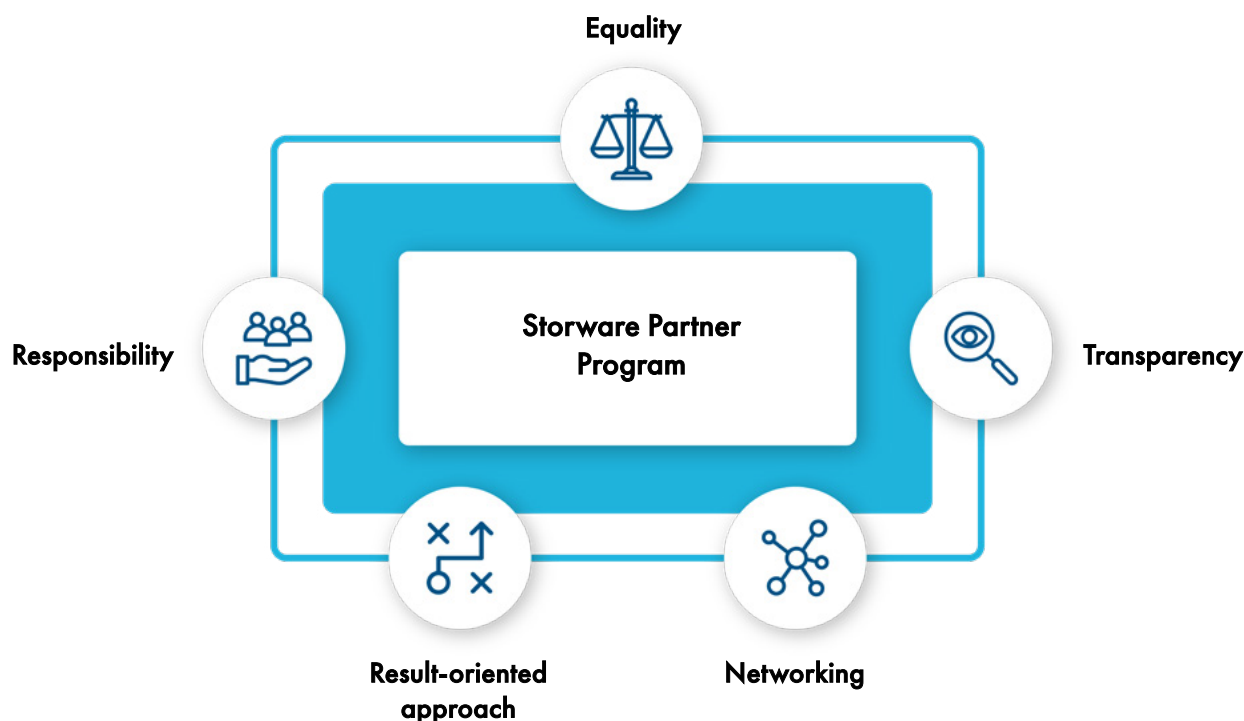 Equality
Storware Partner
Program
Responsibility
Transparency
Result-oriented
approach
Networking